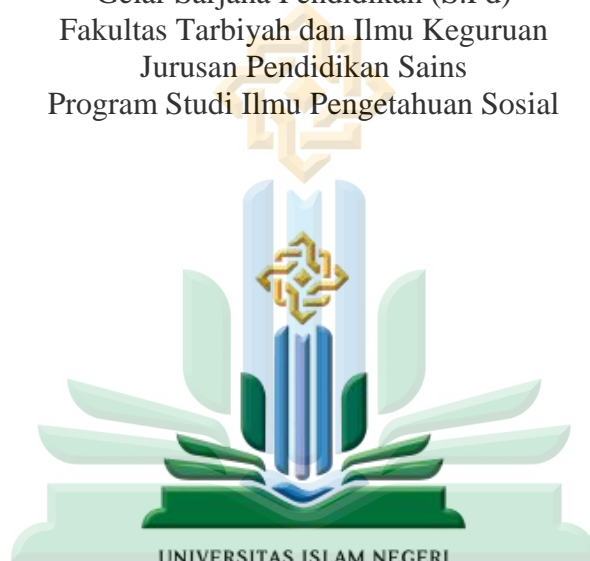 Gelar Sarjana Pendidikan (S.Pd)
Fakultas Tarbiyah dan Ilmu Keguruan
Jurusan Pendidikan Sains
Program Studi Ilmu Pengetahuan Sosial
UNIVERSITAS ISLAM NEGERI